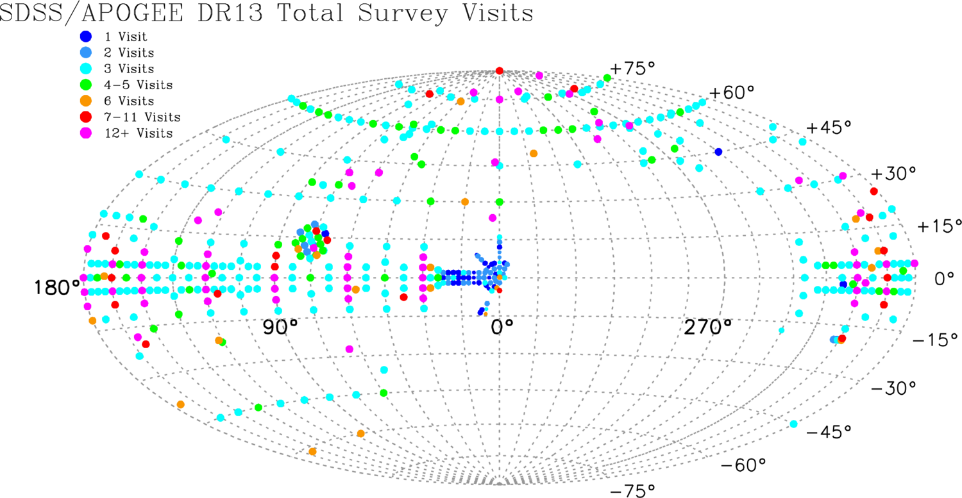 SDSS/APOGEE DR13 Total Survey Visits
1 Visit
2 Visits
3 Visits
4-5 Visits
6 Visits
7-11 Visits
12+ Visits
+75°
+60°
+45°
+30°
+15°
180°
0°
90°
0°
270°
-15°
-30°
-45°
-60°
-75°